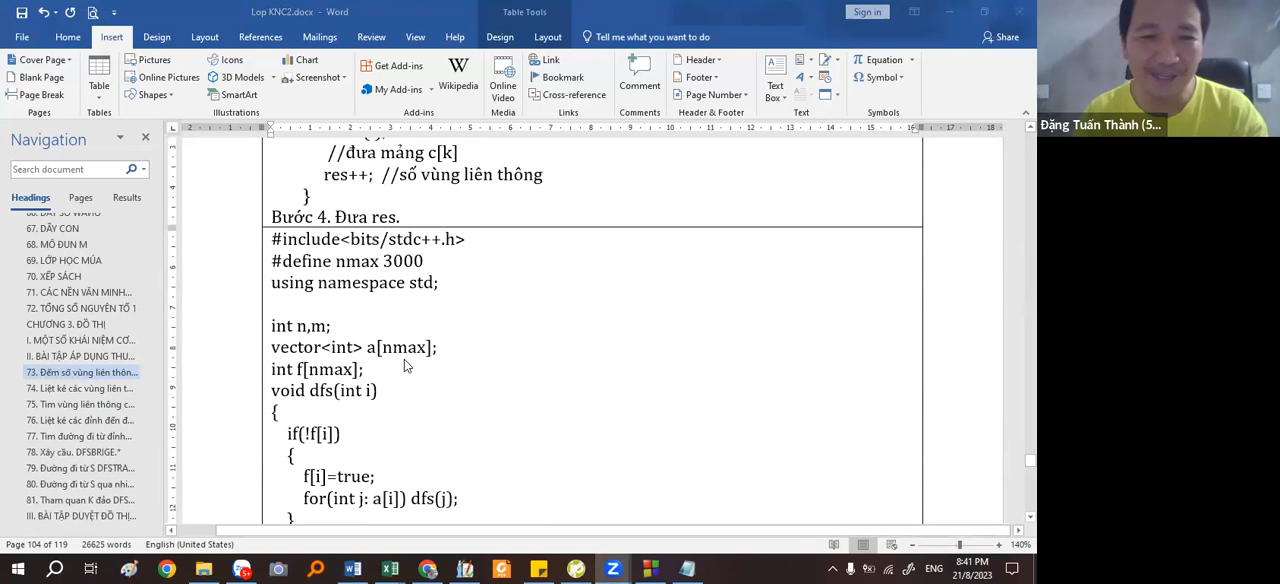 Lop KNC2.docx - Word
Table Tools
Sign in
File Home Insert Design Layout References Mailings Review View Help Design Layout Tell me what you want to do Share
Cover Page
Blank Page
Page Break
Pages
Table
Tables
Pictures
Online Pictures
Shapes
Icons
3D Models
SmartArt
Chart
Screenshot
Illustrations
Get Add-ins
My Add-ins
Wikipedia
Add-ins
Online Video
Media
Link
Bookmark
Cross-reference
Links
Comment
Comments
Header
Footer
Page Number
Header & Footer
Text Box
Text
Equation
Symbol
Symbols
Đặng Tuấn Thành (5...
Navigation
Search document
Headings Pages Results
67. DÃY CON
68. MÔ ĐUN M
69. LỚP HỌC MÚA
70. XẾP SÁCH
71. CÁC NỀN VĂN MINH...
72. TỔNG SỐ NGUYÊN TỐ 1
CHƯƠNG 3. ĐỒ THỊ
I. MỘT SỐ KHÁI NIỆM CƠ...
II. BÀI TẬP ÁP DỤNG THU...
73. Đếm số vùng liên thôn...
74. Liệt kê các vùng liên t...
75. Tìm vùng liên thông c...
76. Liệt kê các đỉnh đến đ...
77. Tìm đường đi từ đỉnh...
78. Xây cầu. DFSBRIGE.*
79. Đường đi từ S DFSTRA...
80. Đường đi từ S qua nhi...
81. Tham quan K đảo DFS...
III. BÀI TẬP DUYỆT ĐỒ THỊ...
//đưa mảng c[k]
res++; //số vùng liên thông
}
Bước 4. Đưa res.
#include<bits/stdc++.h>
#define nmax 3000
using namespace std;
int n,m;
vector<int> a[nmax];
int f[nmax];
void dfs(int i)
{
if(!f[i])
{
f[i]=true;
for(int j: a[i]) dfs(j);
}
Page 104 of 119 26625 words English (United States) 140%
ENG
8:41 PM
21/8/2023